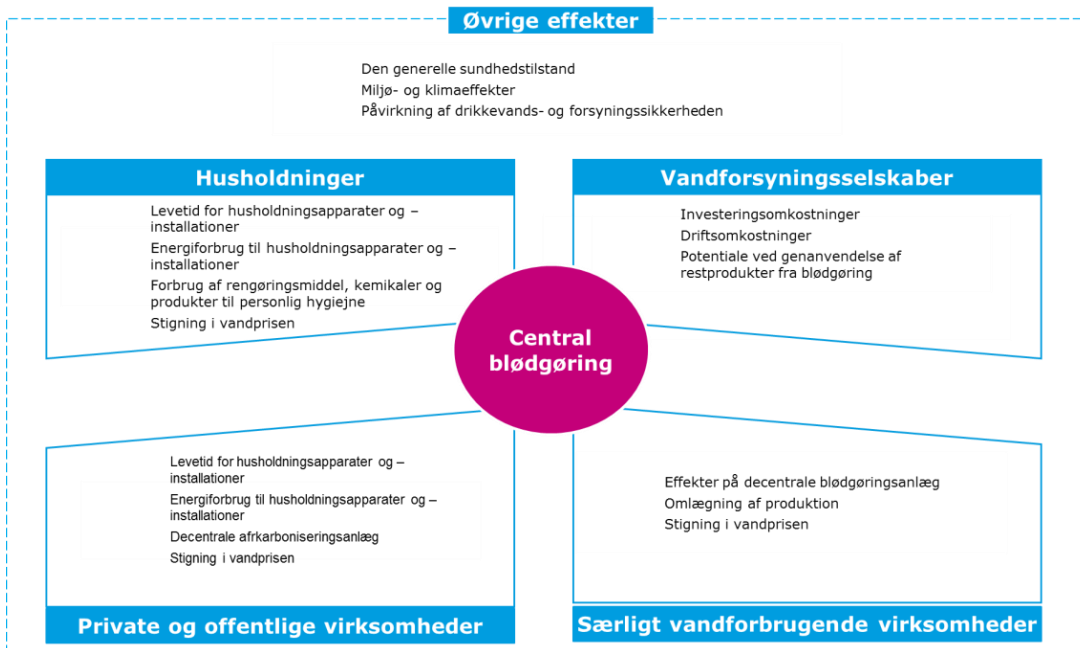 Øvrige effekter
Den generelle sundhedstilstand
Miljø- og klimaeffekter
Påvirkning af drikkevands- og forsyningssikkerheden
Husholdninger
Levetid for husholdningsapparater og –
installationer
Energiforbrug til husholdningsapparater og –
installationer
Forbrug af rengøringsmiddel, kemikaler og
produkter til personlig hygiejne
Stigning i vandprisen
Vandforsyningsselskaber
Investeringsomkostninger
Driftsomkostninger
Potentiale ved genanvendelse af
restprodukter fra blødgøring
Central
blødgøring
Levetid for husholdningsapparater og –
installationer
Energiforbrug til husholdningsapparater og –
installationer
Decentrale afrkarboniseringsanlæg
Stigning i vandprisen
Private og offentlige virksomheder
Effekter på decentrale blødgøringsanlæg
Omlægning af produktion
Stigning i vandprisen
Særligt vandforbrugende virksomheder